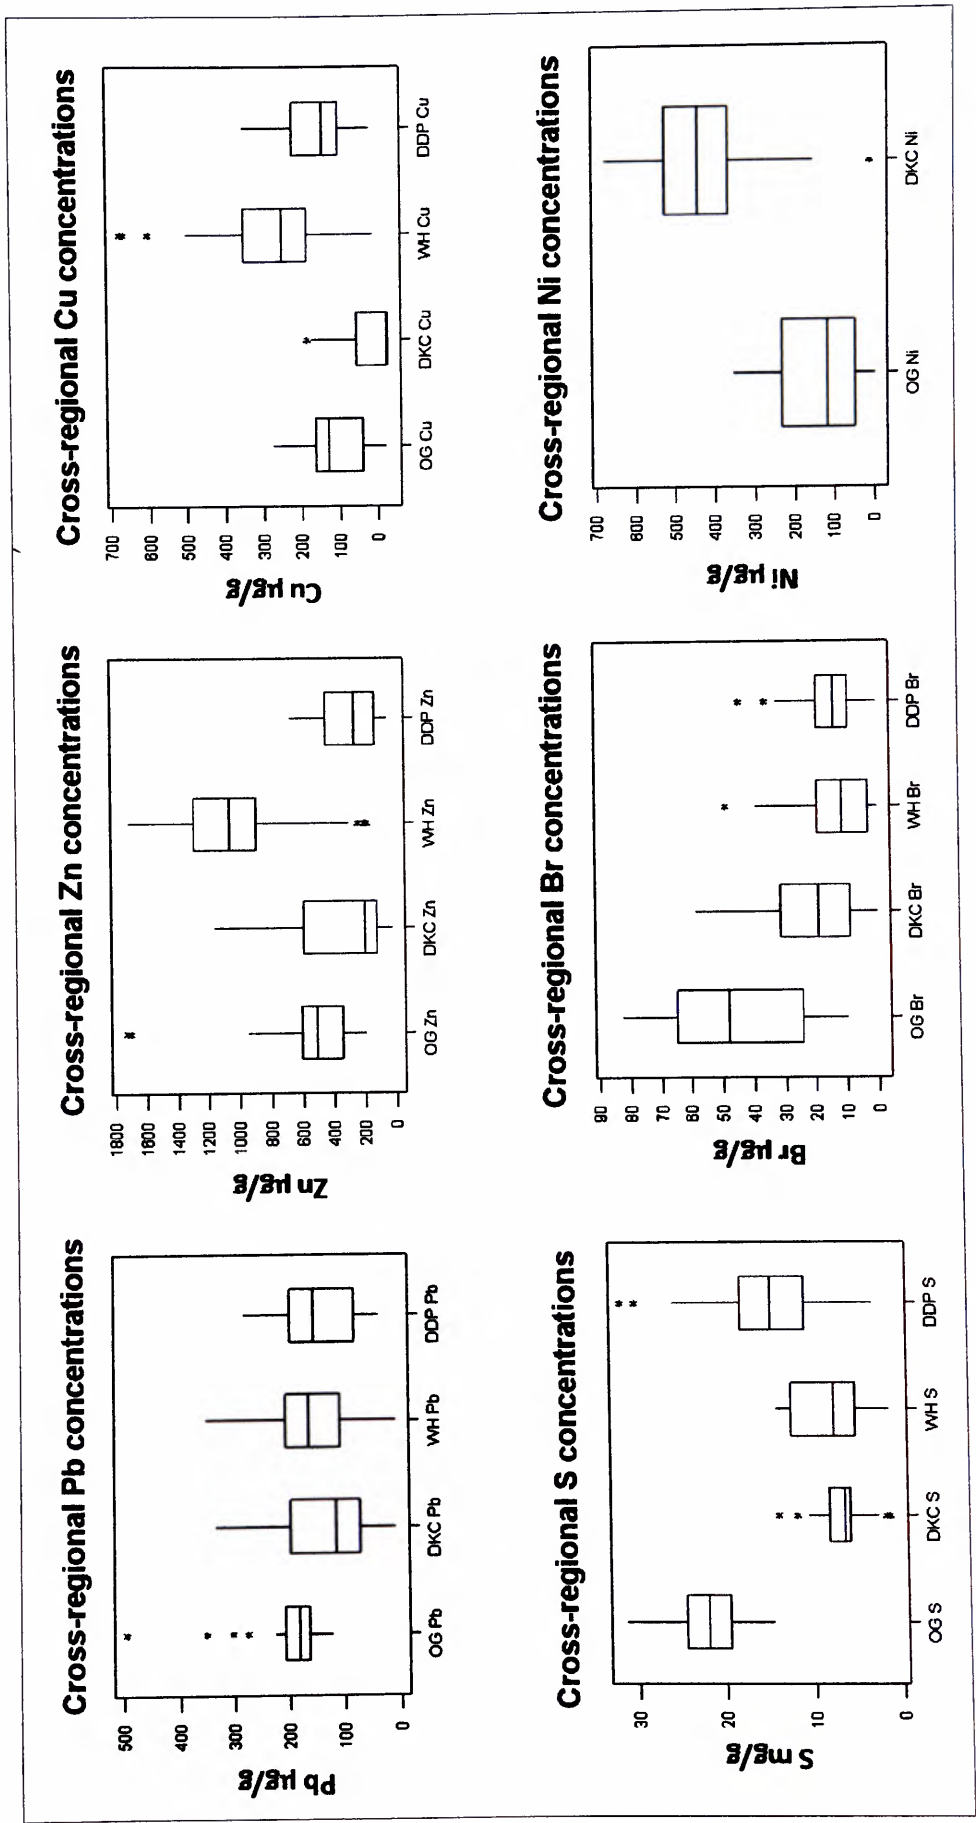 Cross-regional Pb concentrations
Pb µg/g
500
400
300
200
100
0
OG Pb
DKC Pb
WH Pb
DDP Pb
Cross-regional Zn concentrations
Zn µg/g
1800
1600
1400
1200
1000
800
600
400
200
0
OG Zn
DKC Zn
WH Zn
DDP Zn
Cross-regional Cu concentrations
Cu µg/g
700
600
500
400
300
200
100
0
OG Cu
DKC Cu
WH Cu
DDP Cu
Cross-regional S concentrations
S mg/g
30
20
10
0
OG S
DKC S
WH S
DDP S
Cross-regional Br concentrations
Br µg/g
90
80
70
60
50
40
30
20
10
0
OG Br
DKC Br
WH Br
DDP Br
Cross-regional Ni concentrations
Ni µg/g
700
600
500
400
300
200
100
0
OG Ni
DKC Ni